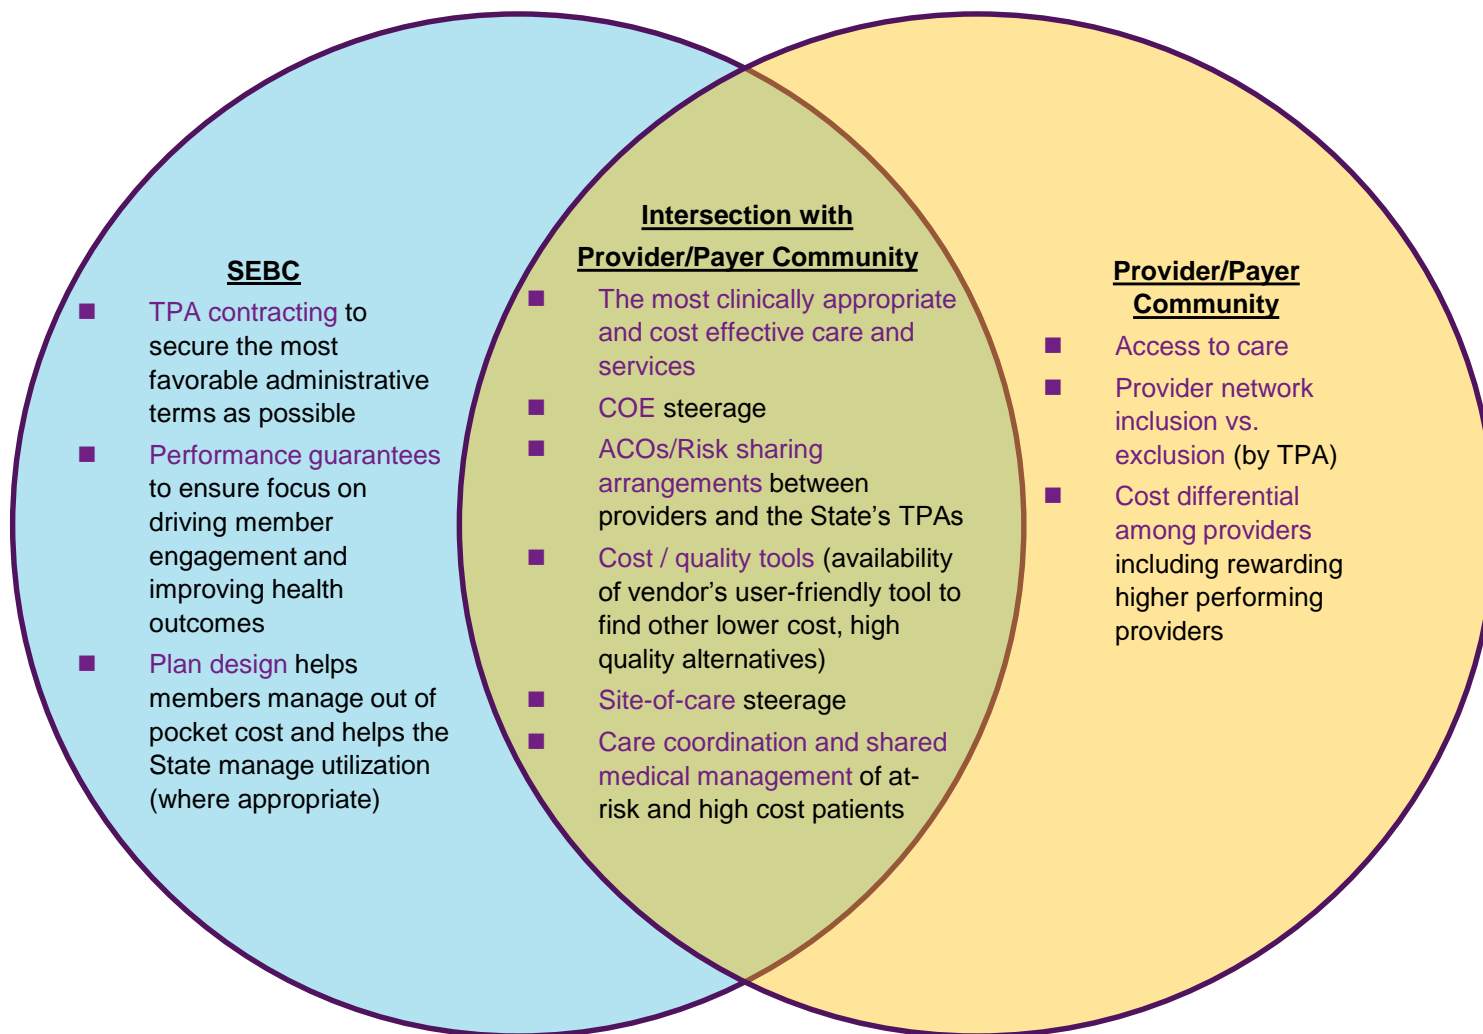 SEBC
TPA contracting to
secure the most
favorable administrative
terms as possible
Performance guarantees
to ensure focus on
driving member
engagement and
improving health
outcomes
Plan design helps
members manage out of
pocket cost and helps the
State manage utilization
(where appropriate)
Intersection with
Provider/Payer Community
The most clinically appropriate
and cost effective care and
services
COE steerage
ACOs/Risk sharing
arrangements between
providers and the State’s TPAs
Cost / quality tools (availability
of vendor’s user-friendly tool to
find other lower cost, high
quality alternatives)
Site-of-care steerage
Care coordination and shared
medical management of at-
risk and high cost patients
Provider/Payer
Community
Access to care
Provider network
inclusion vs.
exclusion (by TPA)
Cost differential
among providers
including rewarding
higher performing
providers